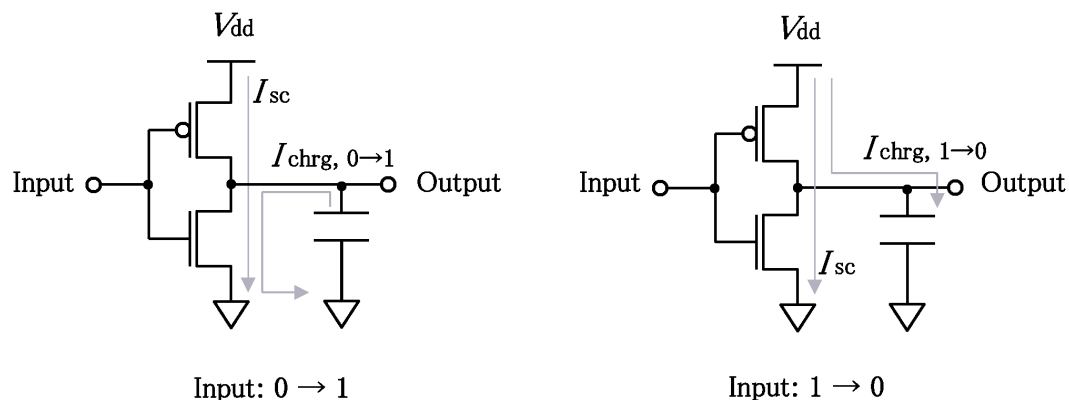 Vdd
Isc
Ichrg, 0→1
Input
Output
Input: 0 → 1
Vdd
Ichrg, 1→0
Input
Output
Isc
Input: 1 → 0